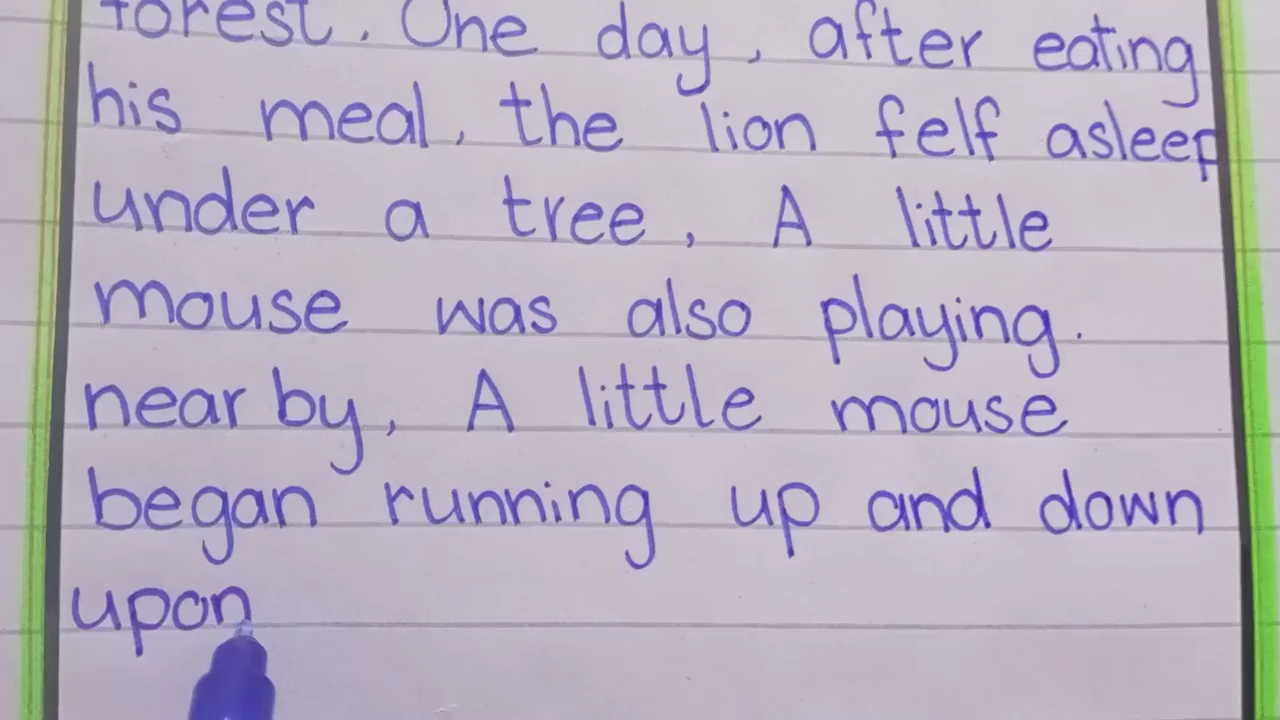 forest. One day, after eating
his meal, the lion felf asleep
under a tree, A little
mouse was also playing.
near by, A little mouse
began running up and down
upon